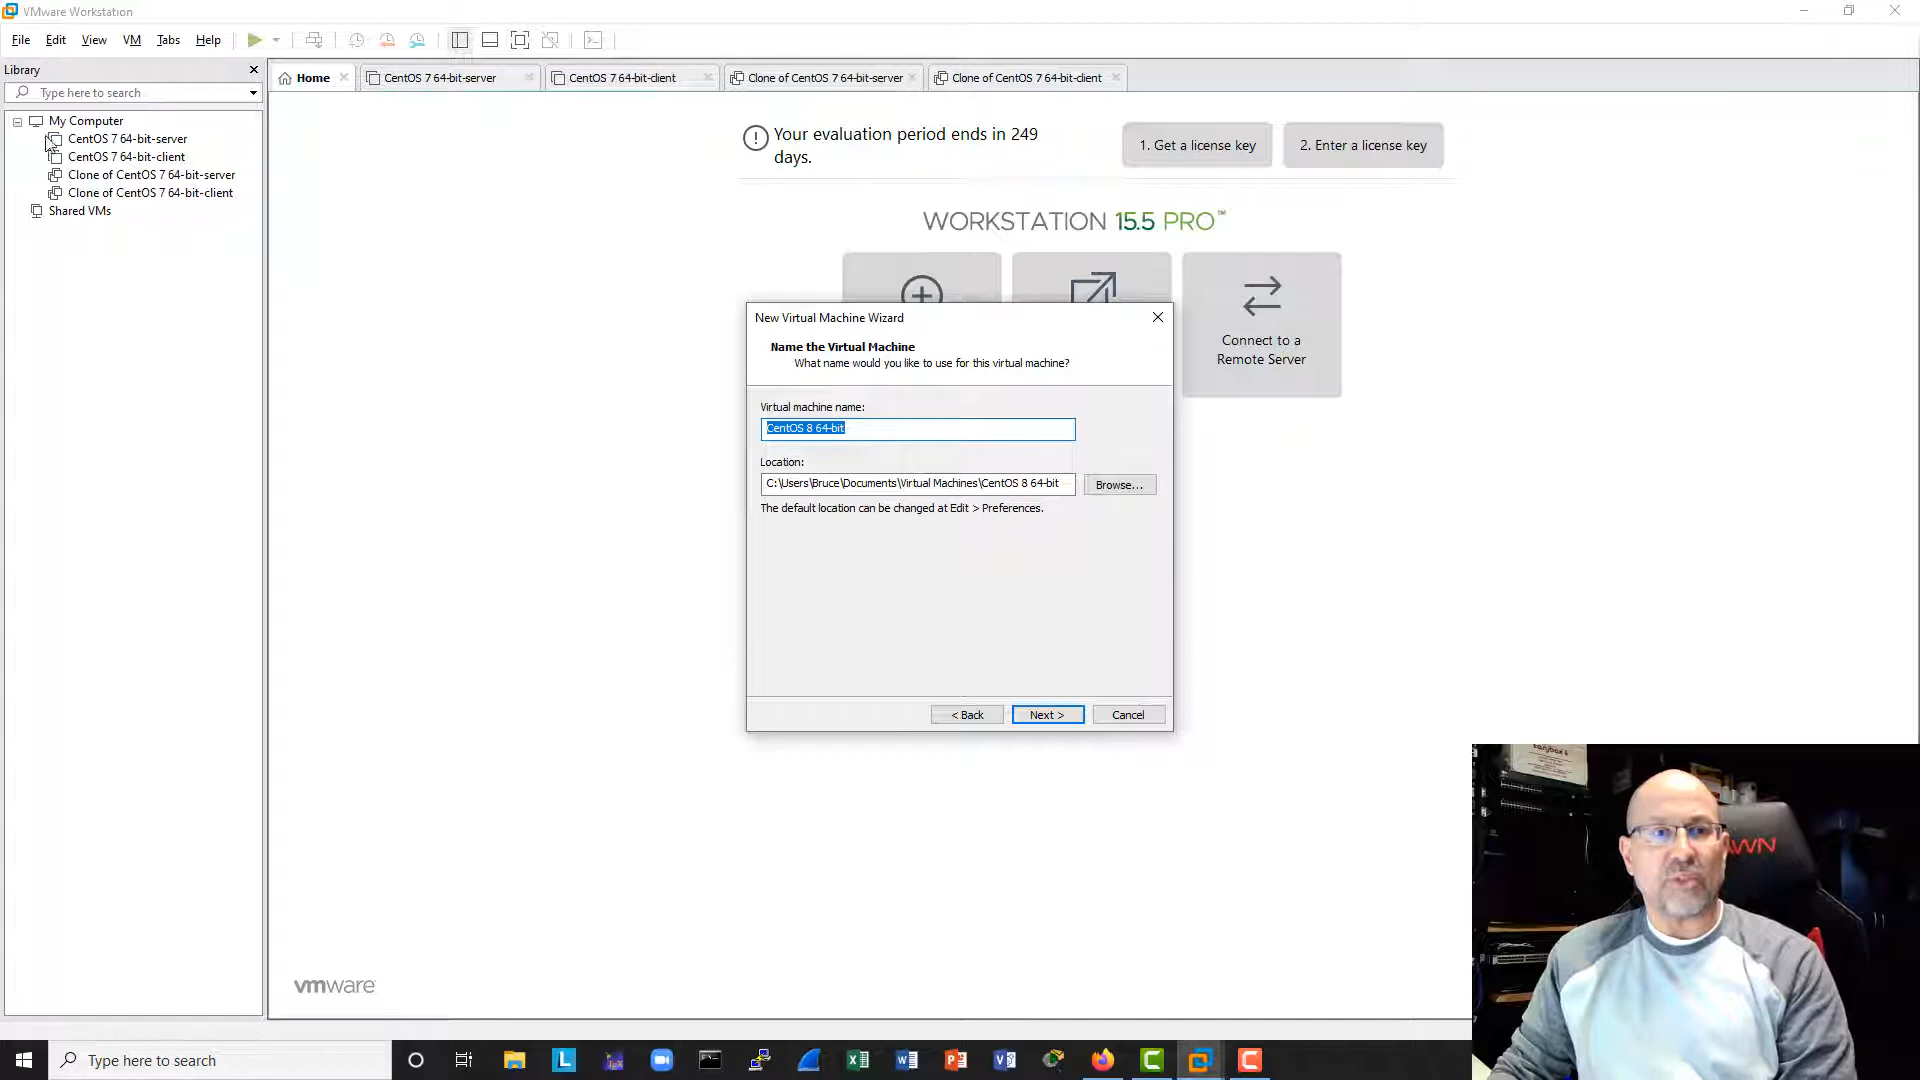 VMware Workstation
File Edit View VM Tabs Help
Library
Type here to search
My Computer
CentOS 7 64-bit-server
CentOS 7 64-bit-client
Clone of CentOS 7 64-bit-server
Clone of CentOS 7 64-bit-client
Shared VMs
Home
CentOS 7 64-bit-server
CentOS 7 64-bit-client
Clone of CentOS 7 64-bit-server
Clone of CentOS 7 64-bit-client
Your evaluation period ends in 249
days.
1. Get a license key
2. Enter a license key
WORKSTATION 15.5 PRO™
Connect to a
Remote Server
New Virtual Machine Wizard
Name the Virtual Machine
What name would you like to use for this virtual machine?
Virtual machine name:
CentOS 8 64-bit
Location:
C:\Users\Bruce\Documents\Virtual Machines\CentOS 8 64-bit
Browse...
The default location can be changed at Edit > Preferences.
< Back
Next >
Cancel
vmware
Type here to search